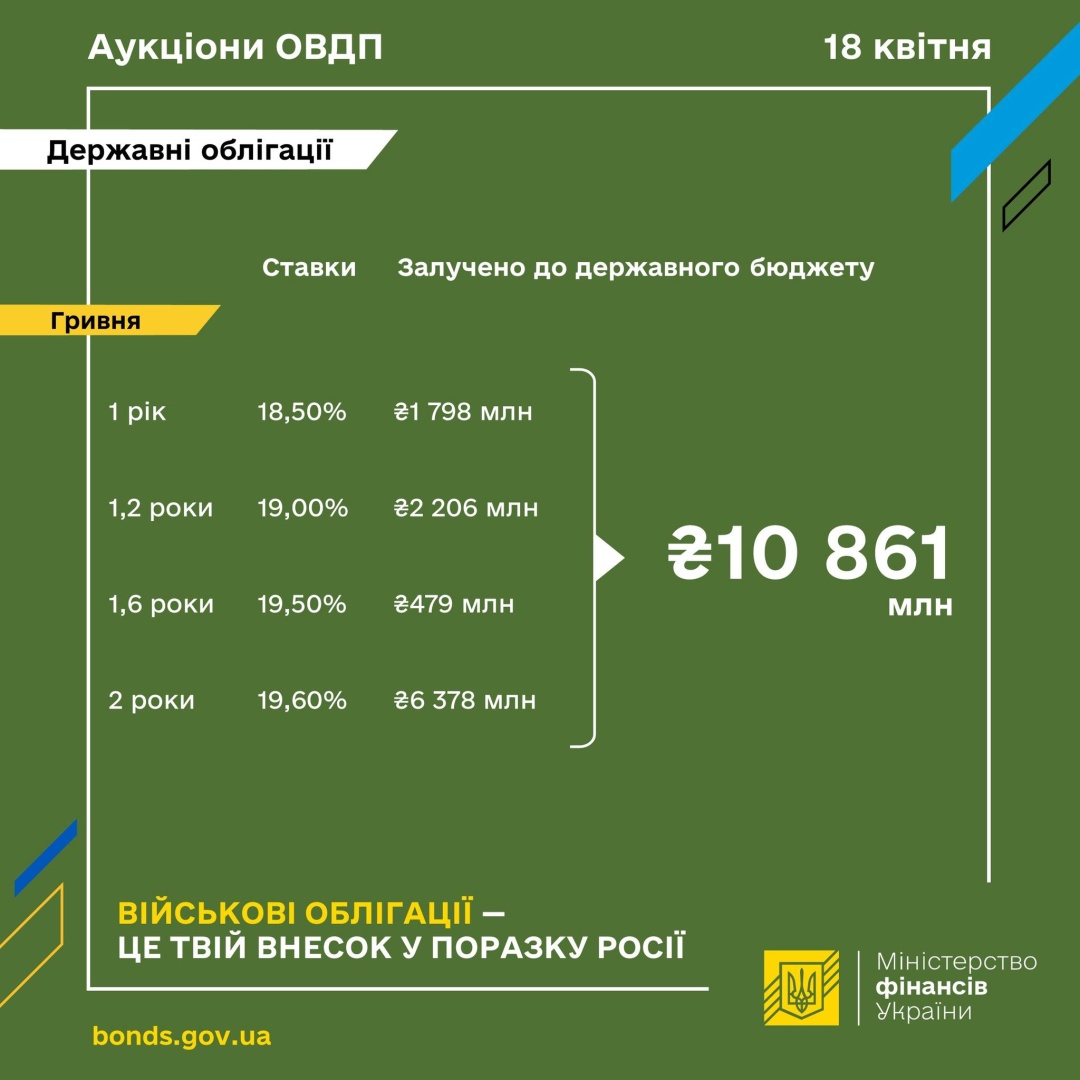 Аукціони ОВДП
18 квітня
Державні облігації
Ставки Залучено до державного бюджету
Гривня
1 рік 18,50% ₴1 798 млн
1,2 роки 19,00% ₴2 206 млн
1,6 роки 19,50% ₴479 млн
2 роки 19,60% ₴6 378 млн
₴10 861
млн
ВІЙСЬКОВІ ОБЛІГАЦІЇ –
ЦЕ ТВІЙ ВНЕСОК У ПОРАЗКУ РОСІЇ
Міністерство
фінансів
України
bonds.gov.ua